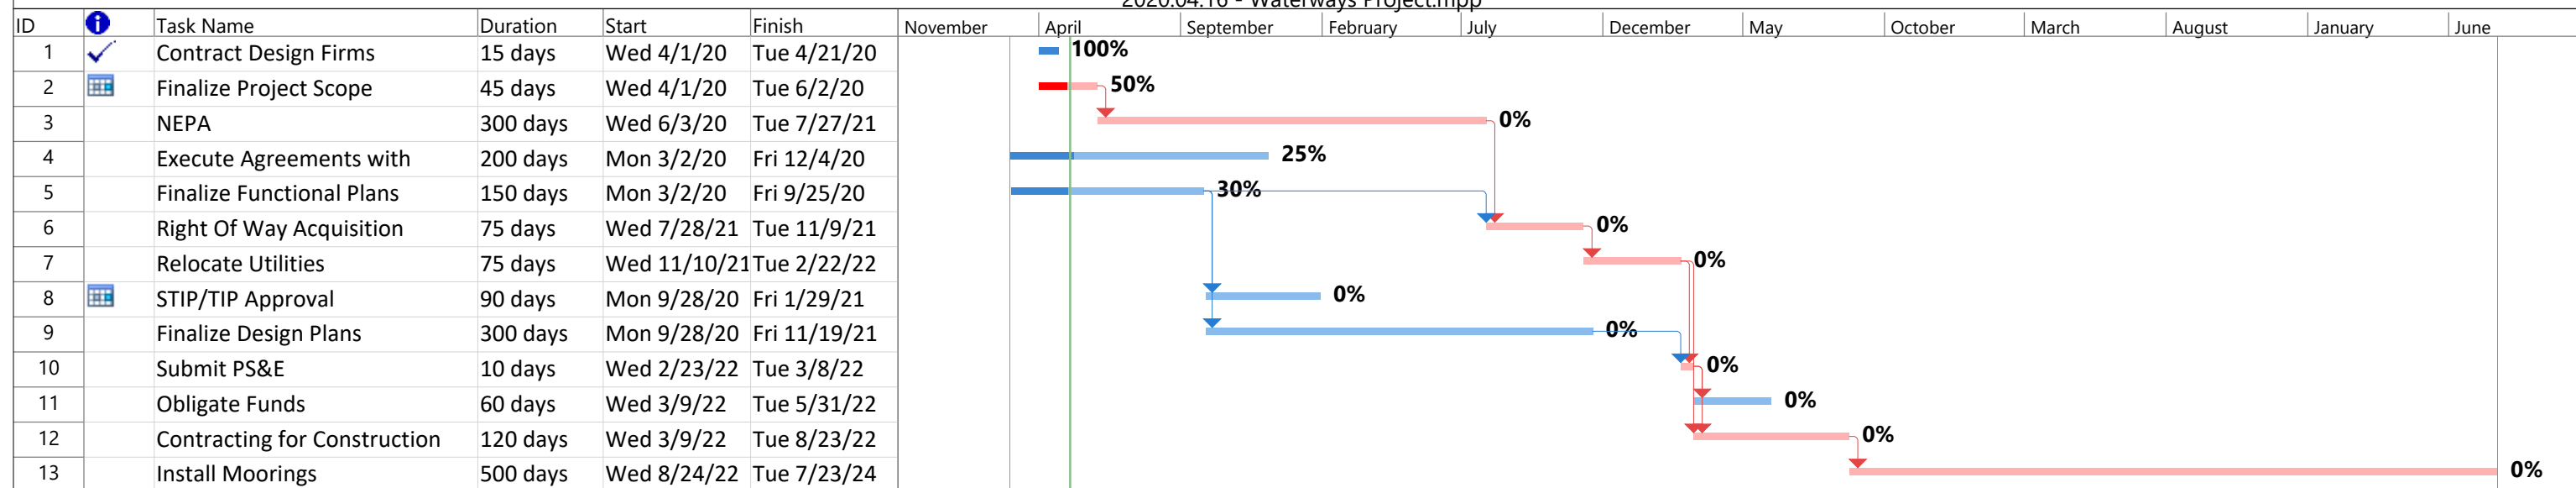 2020.04.16 - Waterways Project.mpp
ID Task Name Duration Start Finish November April September February July December May October March August January June
1 Contract Design Firms 15 days Wed 4/1/20 Tue 4/21/20 100%
2 Finalize Project Scope 45 days Wed 4/1/20 Tue 6/2/20 50%
3 NEPA 300 days Wed 6/3/20 Tue 7/27/21 0%
4 Execute Agreements with 200 days Mon 3/2/20 Fri 12/4/20 25%
5 Finalize Functional Plans 150 days Mon 3/2/20 Fri 9/25/20 30%
6 Right Of Way Acquisition 75 days Wed 7/28/21 Tue 11/9/21 0%
7 Relocate Utilities 75 days Wed 11/10/21 Tue 2/22/22 0%
8 STIP/TIP Approval 90 days Mon 9/28/20 Fri 1/29/21 0%
9 Finalize Design Plans 300 days Mon 9/28/20 Fri 11/19/21 0%
10 Submit PS&E 10 days Wed 2/23/22 Tue 3/8/22 0%
11 Obligate Funds 60 days Wed 3/9/22 Tue 5/31/22 0%
12 Contracting for Construction 120 days Wed 3/9/22 Tue 8/23/22 0%
13 Install Moorings 500 days Wed 8/24/22 Tue 7/23/24 0%